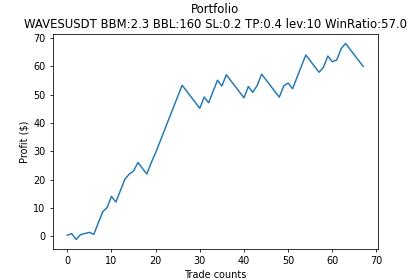 Portfolio
WAVESUSDT BBM:2.3 BBL:160 SL:0.2 TP:0.4 lev:10 WinRatio:57.0
70
60
50
40
30
20
10
0
Profit ($)
0 10 20 30 40 50 60 70
Trade counts